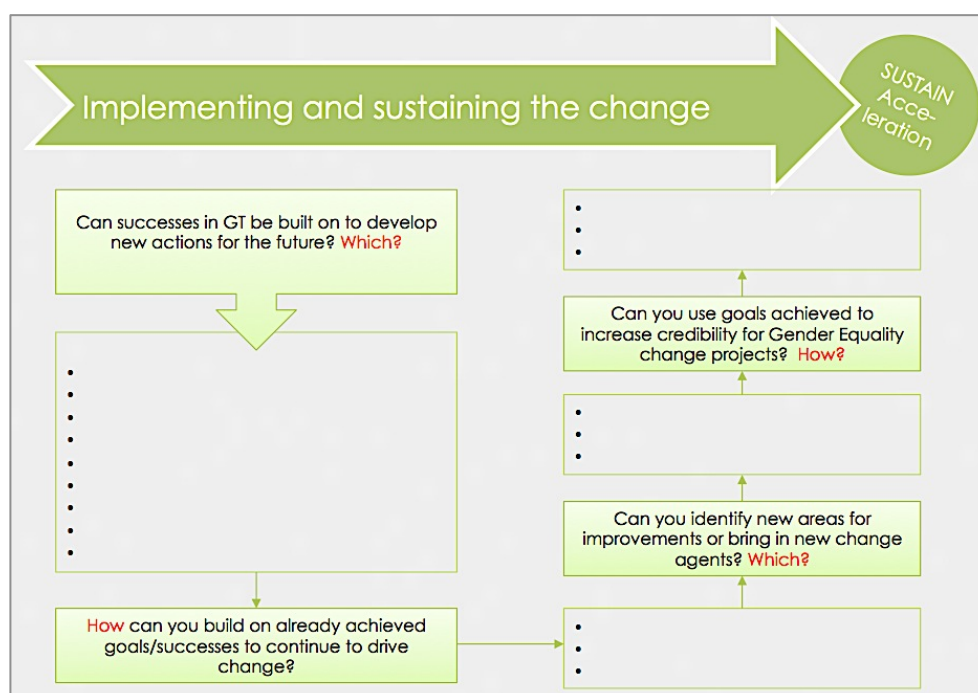 Implementing and sustaining the change
SUSTAIN
Acce-
leration
Can successes in GT be built on to develop
new actions for the future? Which?
•
•
•
•
•
•
•
•
•
How can you build on already achieved
goals/successes to continue to drive
change?
•
•
•
Can you identify new areas for
improvements or bring in new change
agents? Which?
•
•
•
Can you use goals achieved to
increase credibility for Gender Equality
change projects? How?
•
•
•